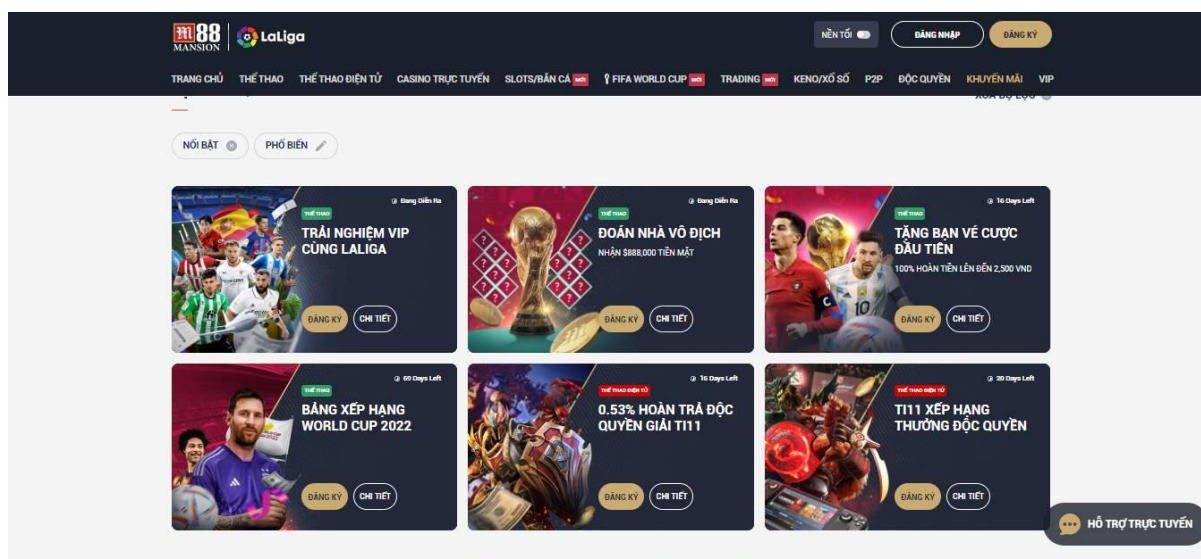 M88
MANSION
LaLiga
NỀN TỐI
ĐĂNG NHẬP
ĐĂNG KÝ
TRANG CHỦ THỂ THAO THỂ THAO ĐIỆN TỬ CASINO TRỰC TUYẾN SLOTS/BẮN CÁ MỚI FIFA WORLD CUP MỚI TRADING MỚI KENO/XỔ SỐ P2P ĐỘC QUYỀN KHUYẾN MÃI VIP
XÓA BỘ LỌC
NỔI BẬT
PHỔ BIẾN
Đang Diễn Ra
THỂ THAO
TRẢI NGHIỆM VIP
CÙNG LALIGA
ĐĂNG KÝ
CHI TIẾT
Đang Diễn Ra
THỂ THAO
ĐOÁN NHÀ VÔ ĐỊCH
NHẬN $888,000 TIỀN MẶT
ĐĂNG KÝ
CHI TIẾT
16 Days Left
THỂ THAO
TẶNG BẠN VÉ CƯỢC
ĐẦU TIÊN
100% HOÀN TIỀN LÊN ĐẾN 2,500 VND
10
ĐĂNG KÝ
CHI TIẾT
69 Days Left
THỂ THAO
BẢNG XẾP HẠNG
WORLD CUP 2022
ĐĂNG KÝ
CHI TIẾT
16 Days Left
THỂ THAO ĐIỆN TỬ
0.53% HOÀN TRẢ ĐỘC
QUYỀN GIẢI TI11
ĐĂNG KÝ
CHI TIẾT
20 Days Left
THỂ THAO ĐIỆN TỬ
TI11 XẾP HẠNG
THƯỞNG ĐỘC QUYỀN
ĐĂNG KÝ
CHI TIẾT
HỖ TRỢ TRỰC TUYẾN